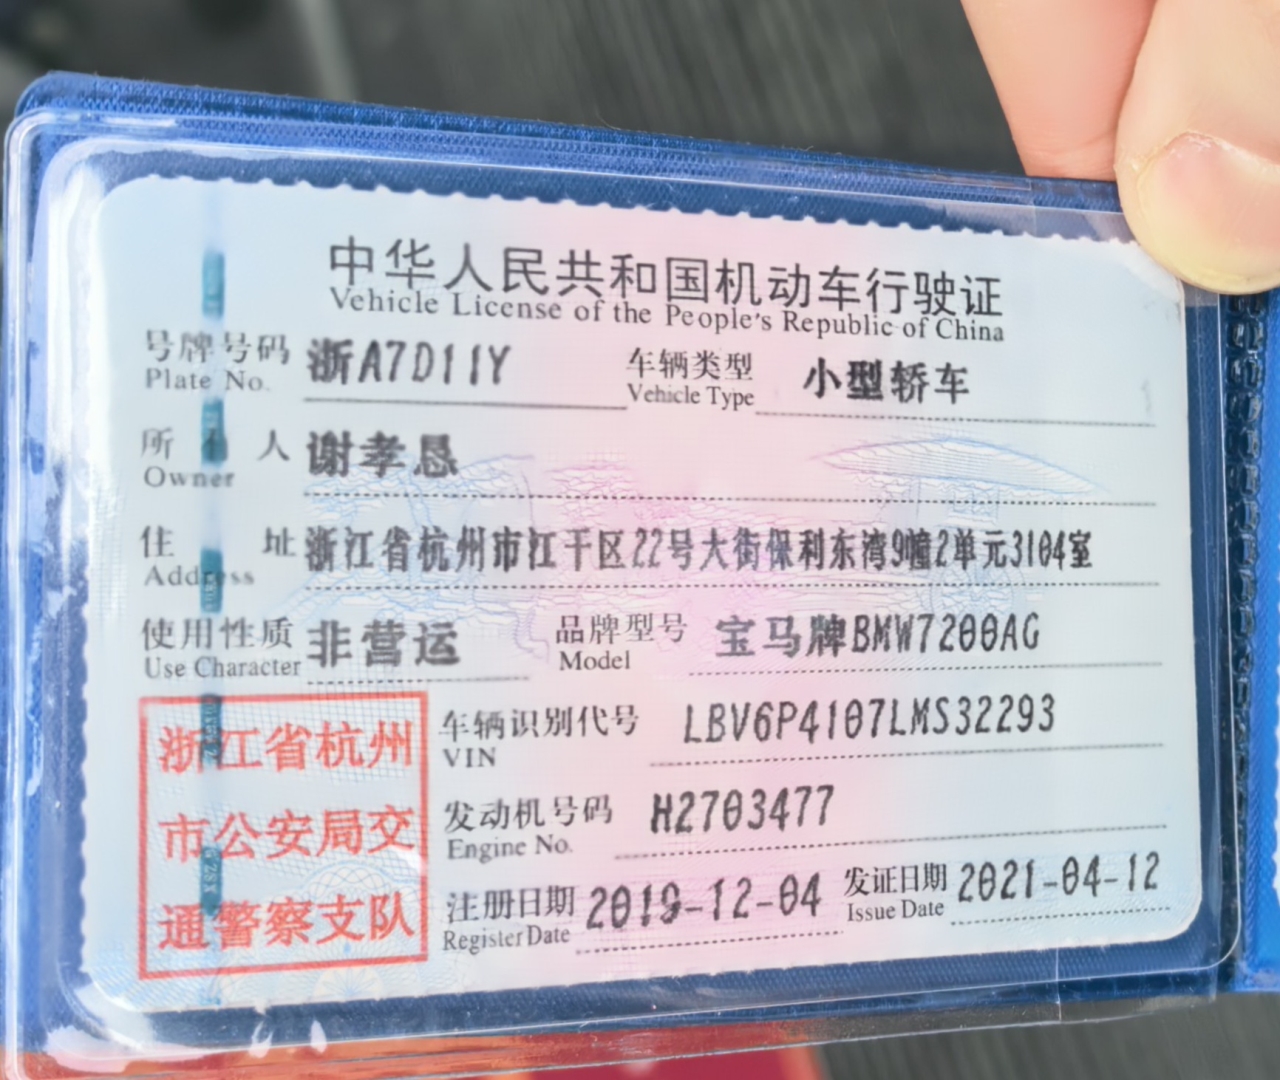 中华人民共和国机动车行驶证
Vehicle License of the People's Republic of China
号牌号码 浙A7D11Y 车辆类型 小型轿车
Plate No. Vehicle Type
所有人 谢孝恳
Owner
住址 浙江省杭州市江干区22号大街保利东湾9幢2单元3104室
Address
使用性质 非营运 品牌型号 宝马牌BMW7200AG
Use Character Model
浙江省杭州
市公安局交
通警察支队
车辆识别代号 LBV6P4107LMS32293
VIN
发动机号码 H2703477
Engine No.
注册日期 2019-12-04 发证日期 2021-04-12
Register Date Issue Date